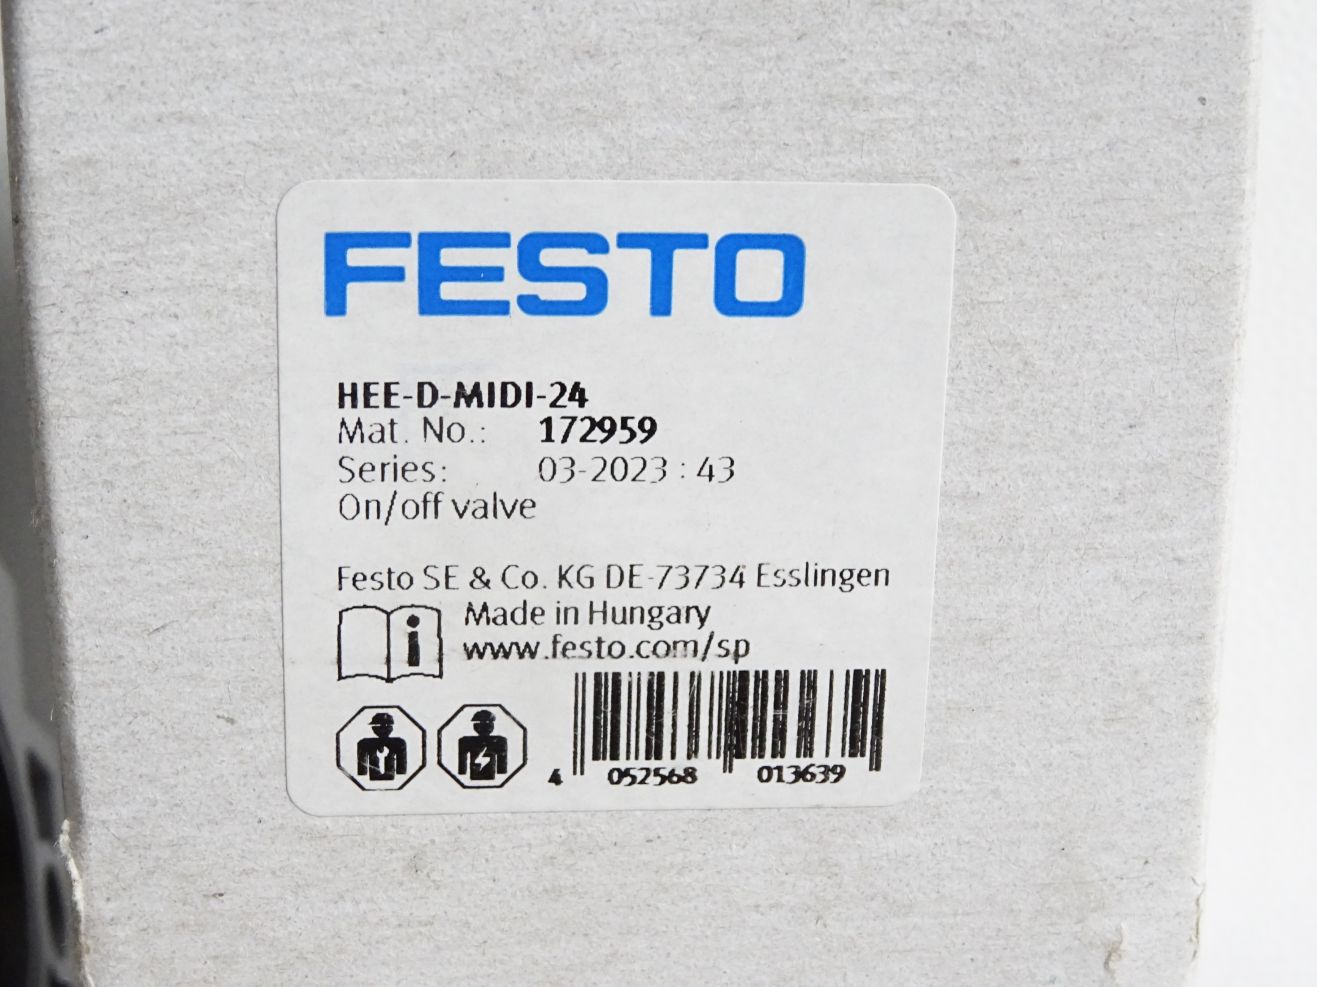 FESTO
HEE-D-MIDI-24
Mat. No.: 172959
Series: 03-2023 : 43
On/off valve
Festo SE & Co. KG DE-73734 Esslingen
Made in Hungary
www.festo.com/sp
4 052568 013639